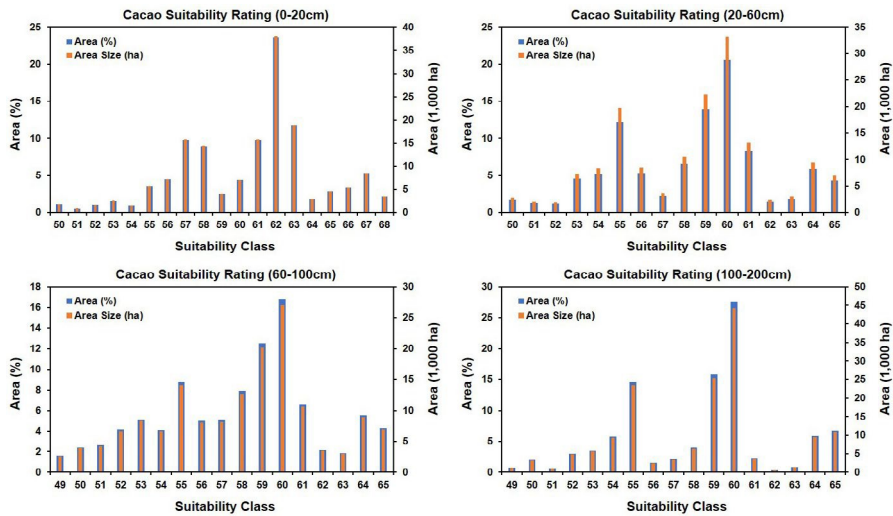 Cacao Suitability Rating (0-20cm)
25
20
15
10
5
0
Area (%)
Area (%)
Area Size (ha)
40
35
30
25
20
15
10
5
0
Area (1,000 ha)
50 51 52 53 54 55 56 57 58 59 60 61 62 63 64 65 66 67 68
Suitability Class
Cacao Suitability Rating (20-60cm)
25
20
15
10
5
0
Area (%)
Area (%)
Area Size (ha)
35
30
25
20
15
10
5
0
Area (1,000 ha)
50 51 52 53 54 55 56 57 58 59 60 61 62 63 64 65
Suitability Class
Cacao Suitability Rating (60-100cm)
18
16
14
12
10
8
6
4
2
0
Area (%)
Area (%)
Area Size (ha)
30
25
20
15
10
5
0
Area (1,000 ha)
49 50 51 52 53 54 55 56 57 58 59 60 61 62 63 64 65
Suitability Class
Cacao Suitability Rating (100-200cm)
30
25
20
15
10
5
0
Area (%)
Area (%)
Area Size (ha)
50
45
40
35
30
25
20
15
10
5
0
Area (1,000 ha)
49 50 51 52 53 54 55 56 57 58 59 60 61 62 63 64 65
Suitability Class